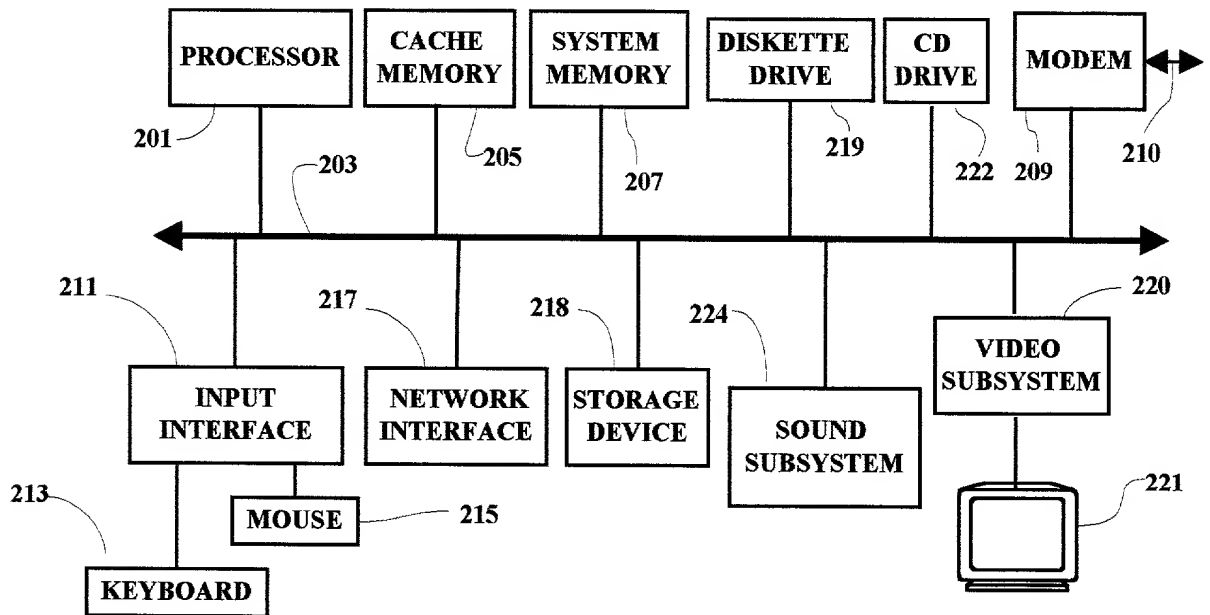 PROCESSOR
CACHE
MEMORY
SYSTEM
MEMORY
DISKETTE
DRIVE
CD
DRIVE
MODEM
201
203
205
207
219
222
209
210
211
217
218
224
220
INPUT
INTERFACE
NETWORK
INTERFACE
STORAGE
DEVICE
SOUND
SUBSYSTEM
VIDEO
SUBSYSTEM
213
MOUSE
215
221
KEYBOARD